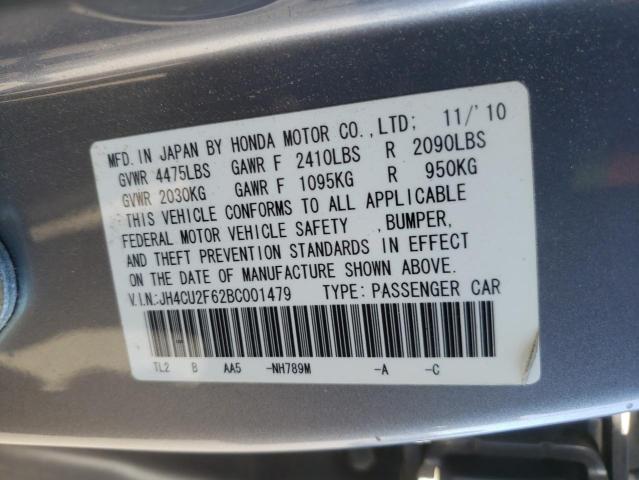 MFD. IN JAPAN BY HONDA MOTOR CO.,LTD; 11/'10
GVWR 4475LBS GAWR F 2410LBS R 2090LBS
GVWR 2030KG GAWR F 1095KG R 950KG
THIS VEHICLE CONFORMS TO ALL APPLICABLE
FEDERAL MOTOR VEHICLE SAFETY ,BUMPER,
AND THEFT PREVENTION STANDARDS IN EFFECT
ON THE DATE OF MANUFACTURE SHOWN ABOVE.
V.I.N.:JH4CU2F62BC001479 TYPE: PASSENGER CAR
TL2 B AA5 -NH789M -A -C